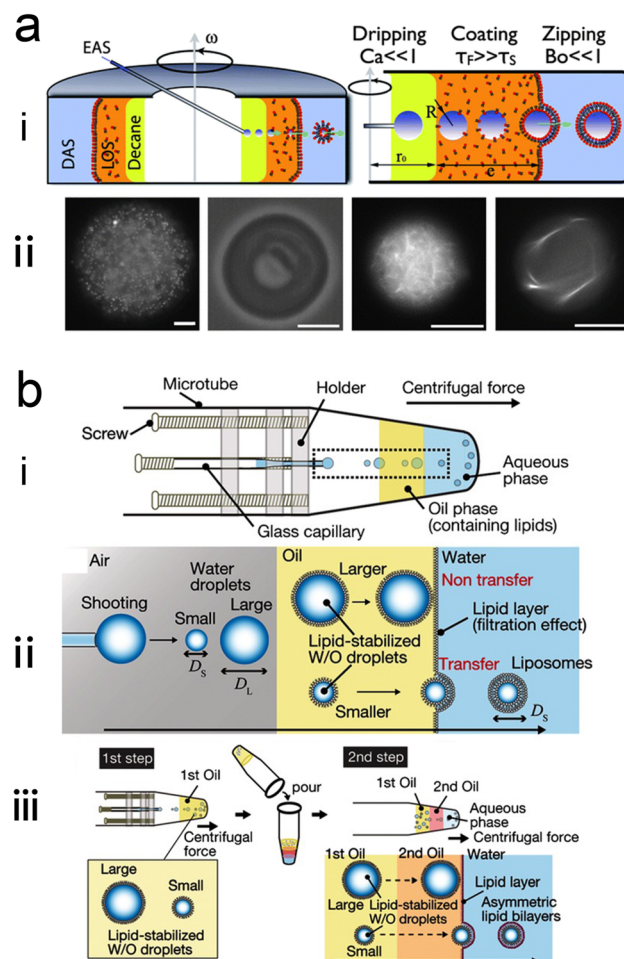 a
i
EAS
ω
DAS
LOS
Decane
Dripping
Ca<<1
Coating
τF>>τS
Zipping
Bo<<1
R
r₀
e
ii
b
i
Microtube
Holder
Centrifugal force
Screw
Glass capillary
Oil phase
(containing lipids)
Aqueous
phase
ii
Air
Shooting
Water
droplets
Small
Large
DS
DL
Oil
Larger
Lipid-stabilized
W/O droplets
Smaller
Water
Non transfer
Lipid layer
(filtration effect)
Transfer
Liposomes
DS
iii
1st step
1st Oil
Centrifugal
force
Large
Small
Lipid-stabilized
W/O droplets
pour
2nd step
1st Oil
2nd Oil
Aqueous
phase
Centrifugal force
1st Oil
2nd Oil
Water
Large
Lipid-stabilized
W/O droplets
Small
Lipid layer
Asymmetric
lipid bilayers